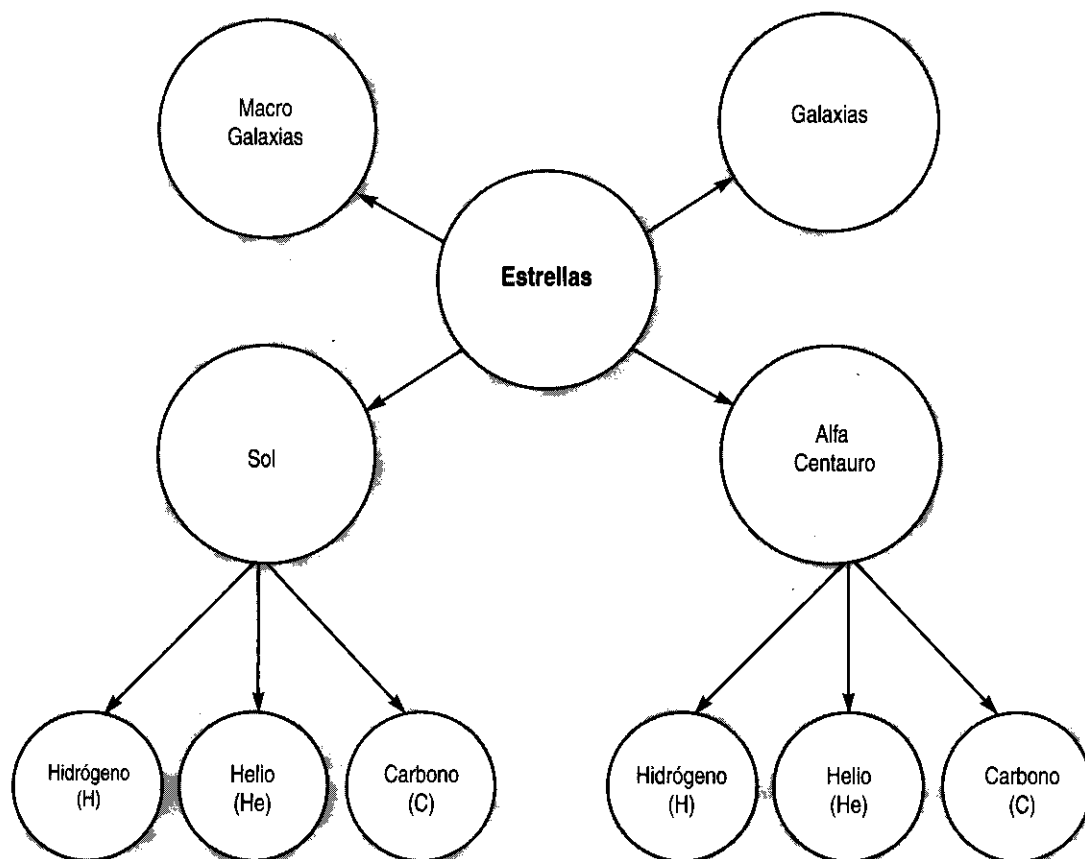 Macro
Galaxias
Galaxias
Estrellas
Sol
Alfa
Centauro
Hidrógeno
(H)
Helio
(He)
Carbono
(C)
Hidrógeno
(H)
Helio
(He)
Carbono
(C)